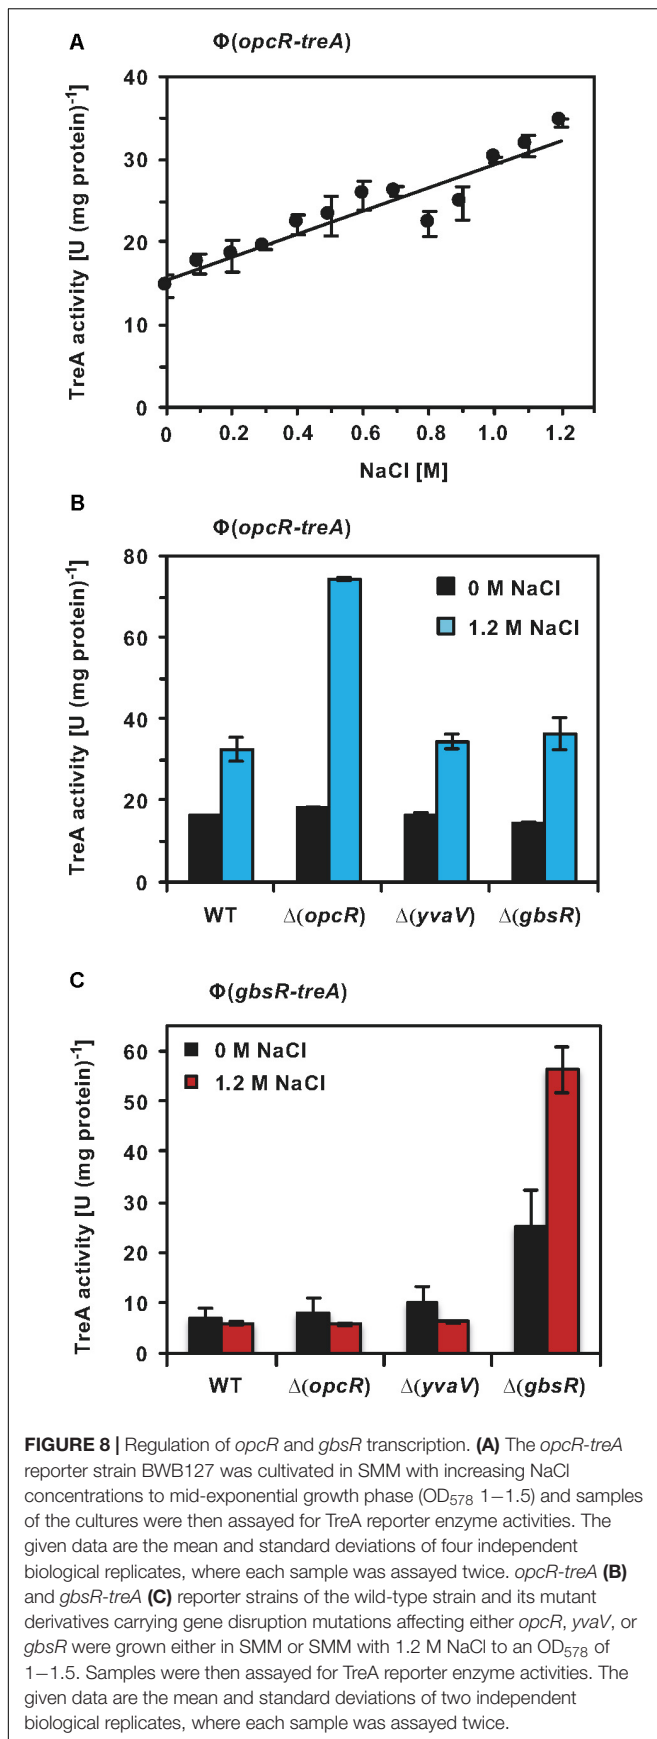 A
Φ(opcR-treA)
TreA activity [U (mg protein)-1]
40
30
20
10
0
0 0.2 0.4 0.6 0.8 1.0 1.2
NaCl [M]
B
Φ(opcR-treA)
TreA activity [U (mg protein)-1]
80
60
40
20
0
0 M NaCl
1.2 M NaCl
WT Δ(opcR) Δ(yvaV) Δ(gbsR)
C
Φ(gbsR-treA)
TreA activity [U (mg protein)-1]
60
50
40
30
20
10
0
0 M NaCl
1.2 M NaCl
WT Δ(opcR) Δ(yvaV) Δ(gbsR)
FIGURE 8 | Regulation of opcR and gbsR transcription. (A) The opcR-treA
reporter strain BWB127 was cultivated in SMM with increasing NaCl
concentrations to mid-exponential growth phase (OD578 1–1.5) and samples
of the cultures were then assayed for TreA reporter enzyme activities. The
given data are the mean and standard deviations of four independent
biological replicates, where each sample was assayed twice. opcR-treA (B)
and gbsR-treA (C) reporter strains of the wild-type strain and its mutant
derivatives carrying gene disruption mutations affecting either opcR, yvaV, or
gbsR were grown either in SMM or SMM with 1.2 M NaCl to an OD578 of
1–1.5. Samples were then assayed for TreA reporter enzyme activities. The
given data are the mean and standard deviations of two independent
biological replicates, where each sample was assayed twice.